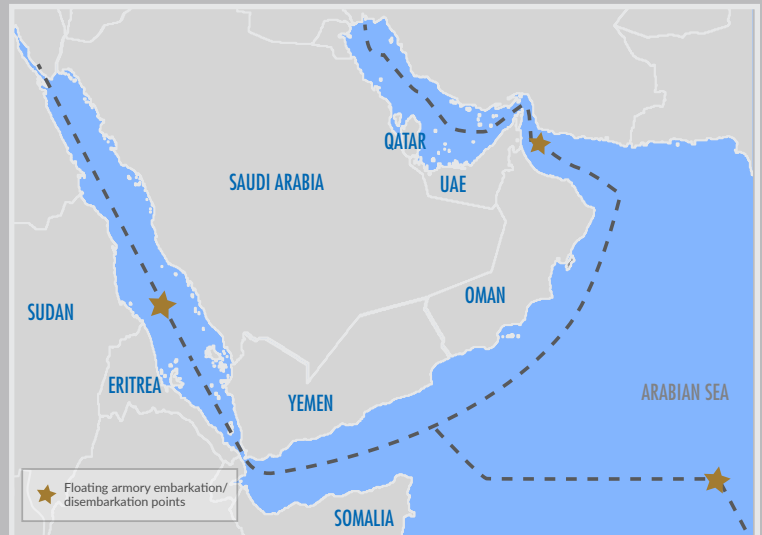 QATAR
SAUDI ARABIA
UAE
OMAN
SUDAN
ERITREA
YEMEN
ARABIAN SEA
Floating armory embarkation/
disembarkation points
SOMALIA